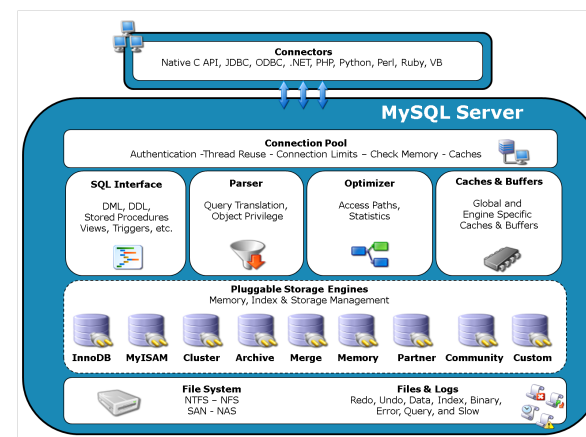 Connectors
Native C API, JDBC, ODBC, .NET, PHP, Python, Perl, Ruby, VB
MySQL Server
Connection Pool
Authentication -Thread Reuse - Connection Limits – Check Memory - Caches
SQL Interface
DML, DDL,
Stored Procedures
Views, Triggers, etc.
Parser
Query Translation,
Object Privilege
Optimizer
Access Paths,
Statistics
Caches & Buffers
Global and
Engine Specific
Caches & Buffers
Pluggable Storage Engines
Memory, Index & Storage Management
InnoDB MyISAM Cluster Archive Merge Memory Partner Community Custom
File System
NTFS – NFS
SAN - NAS
Files & Logs
Redo, Undo, Data, Index, Binary,
Error, Query, and Slow